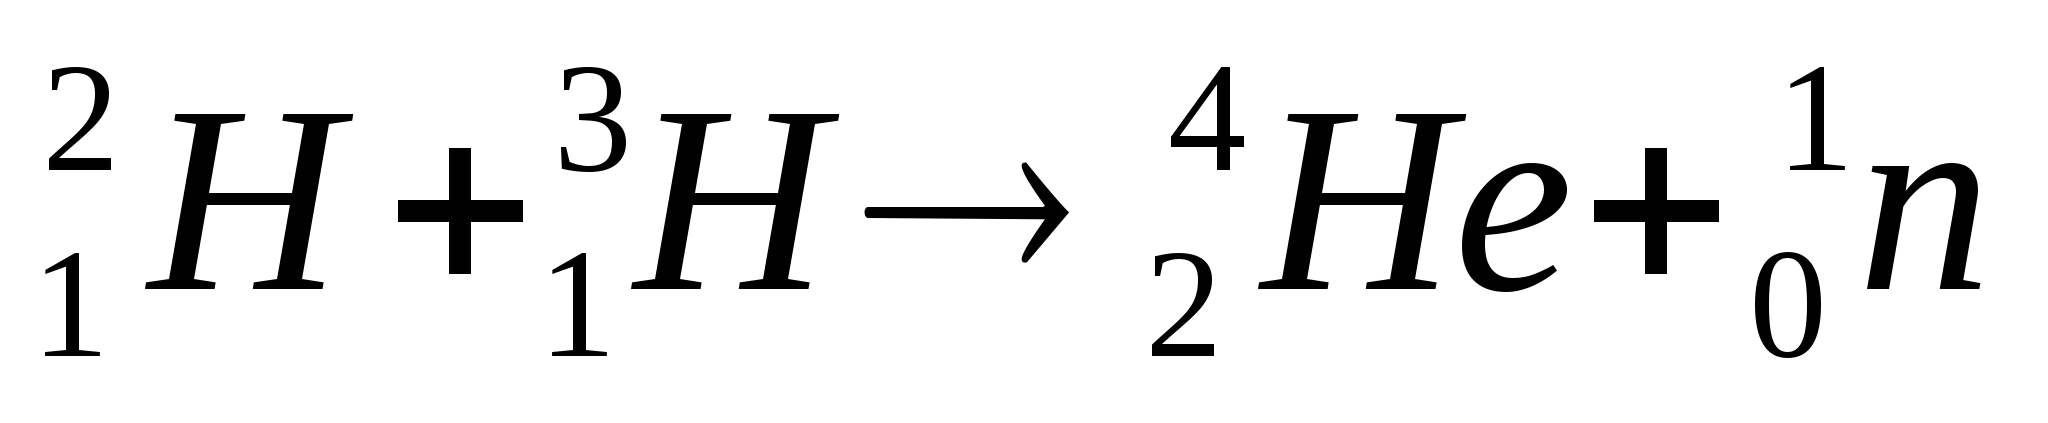 ²₁H + ³₁H → ⁴₂He + ¹₀n